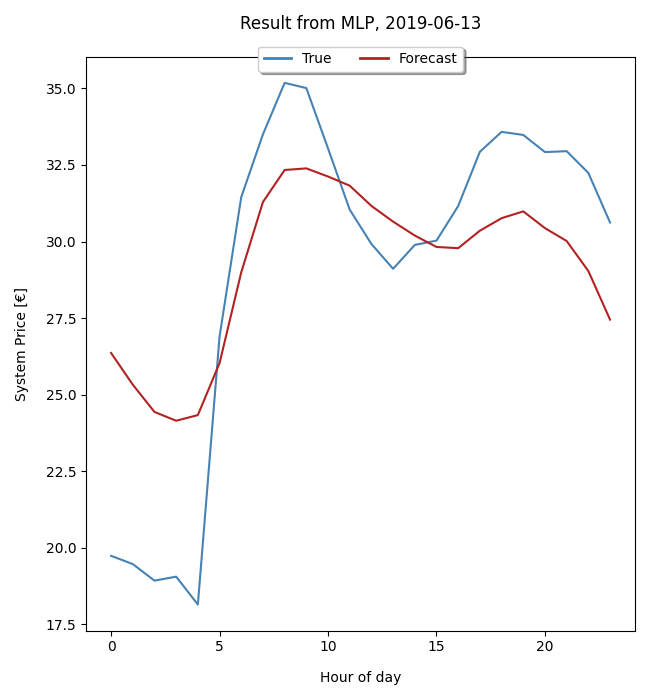 Result from MLP, 2019-06-13
True Forecast
35.0
32.5
30.0
27.5
25.0
22.5
20.0
17.5
System Price [€]
0 5 10 15 20
Hour of day